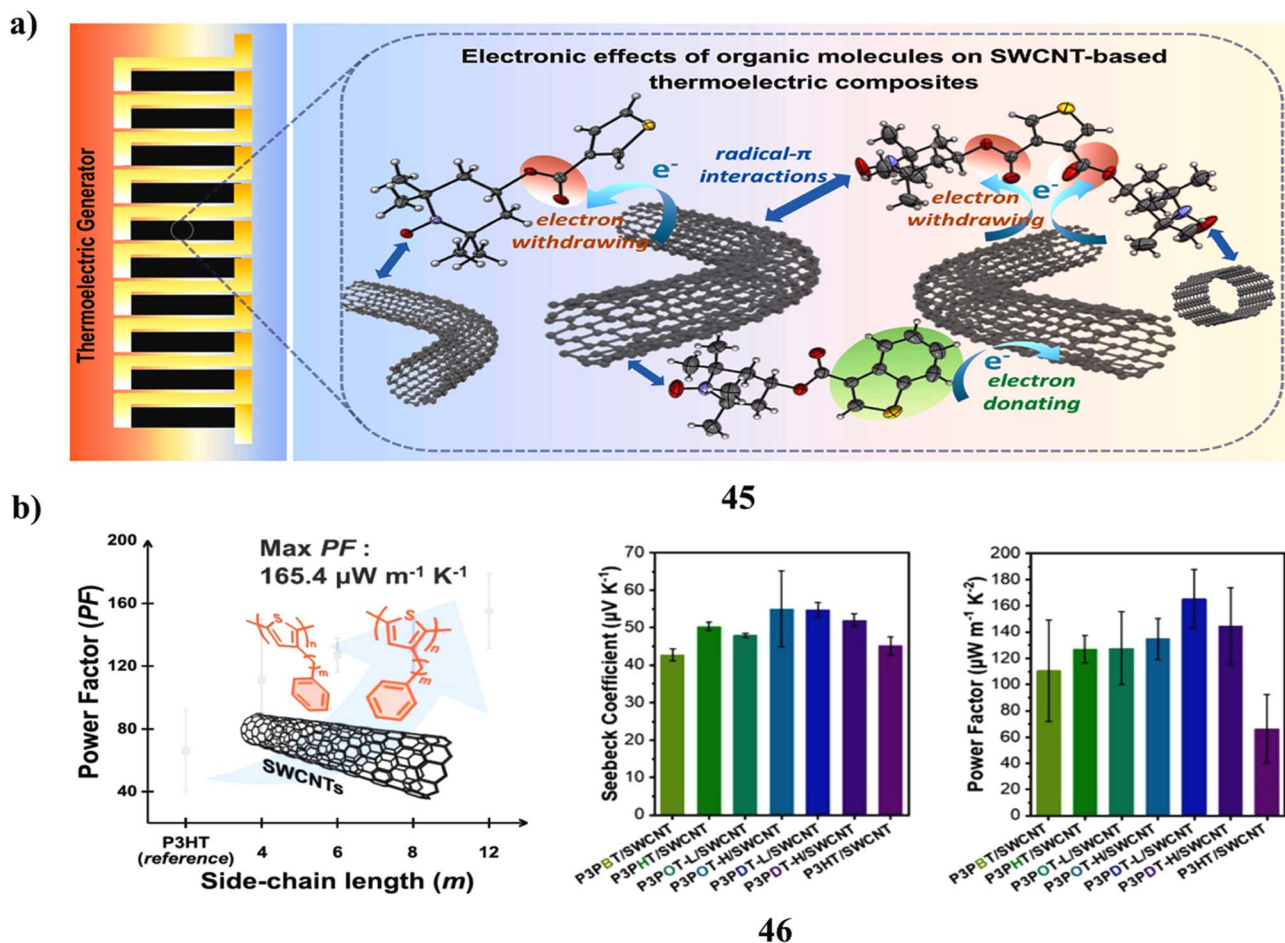 a)
Thermoelectric Generator
Electronic effects of organic molecules on SWCNT-based
thermoelectric composites
e-
electron
withdrawing
radical-π
interactions
electron
withdrawing
e-
e-
electron
donating
45
b)
Power Factor (PF)
200
160
120
80
40
Max PF :
165.4 µW m-1 K-1
S
n
m
S
n
m
SWCNTs
P3HT
(reference)
4
6
8
12
Side-chain length (m)
Seebeck Coefficient (µV K-1)
70
60
50
40
30
20
10
0
P3PBT/SWCNT
P3PHT/SWCNT
P3POT-L/SWCNT
P3POT-H/SWCNT
P3PDT-L/SWCNT
P3PDT-H/SWCNT
P3HT/SWCNT
Power Factor (µW m-1 K-2)
200
180
160
140
120
100
80
60
40
20
0
P3PBT/SWCNT
P3PHT/SWCNT
P3POT-L/SWCNT
P3POT-H/SWCNT
P3PDT-L/SWCNT
P3PDT-H/SWCNT
P3HT/SWCNT
46